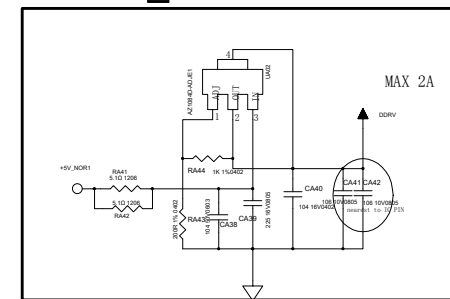 4
UA02
AZ1084D-ADJE1
ADJ
OUT
IN
1
2
3
MAX 2A
DDRV
+5V_NOR1
RA41
5.1Ω 1206
5.1Ω 1206
RA42
RA44
1K 1%0402
RA43
200R 1% 0402
104 10V0603
CA38
CA39
225 16V0805
CA40
104 16V0402
CA41 CA42
106 10V0805
106 10V0805
nearest to IC PIN